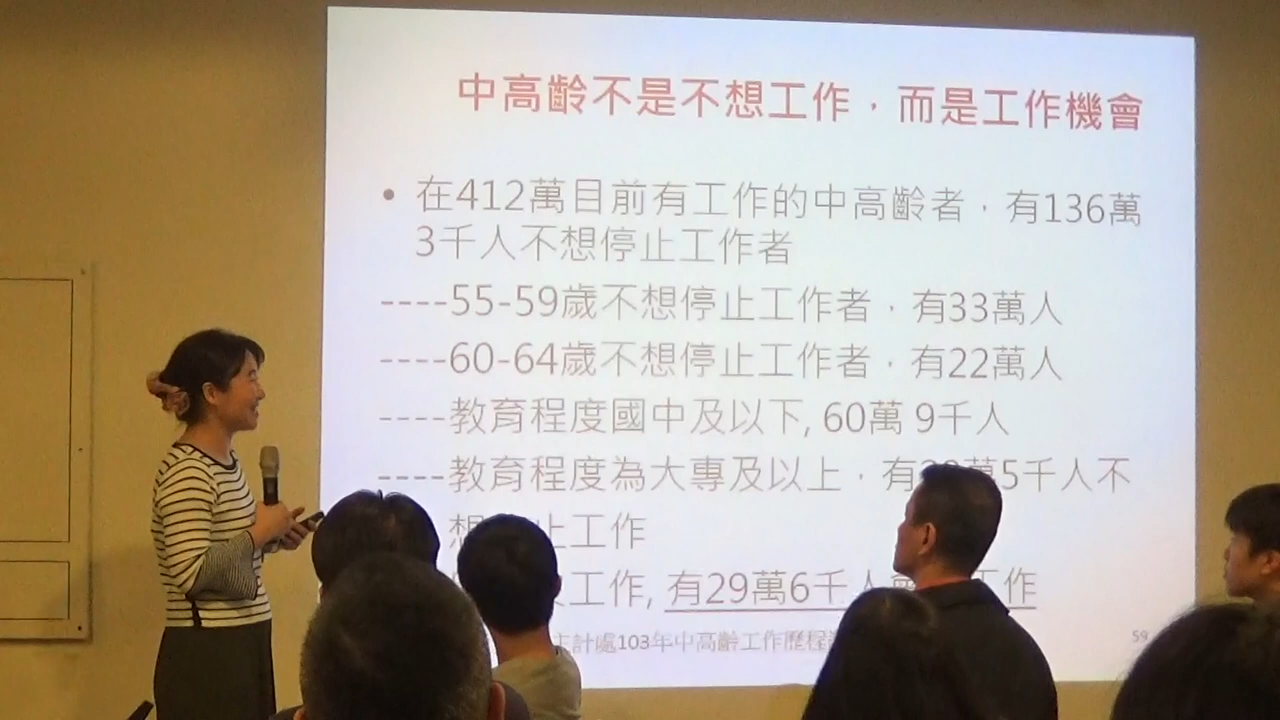 中高齡不是不想工作，而是工作機會
• 在412萬目前有工作的中高齡者，有136萬
3千人不想停止工作者
----55-59歲不想停止工作者，有33萬人
----60-64歲不想停止工作者，有22萬人
----教育程度國中及以下, 60萬 9千人
----教育程度為大專及以上，有 萬5千人不
想 止工作
工作, 有29萬6千人 工作
主計處103年中高齡工作歷程
59